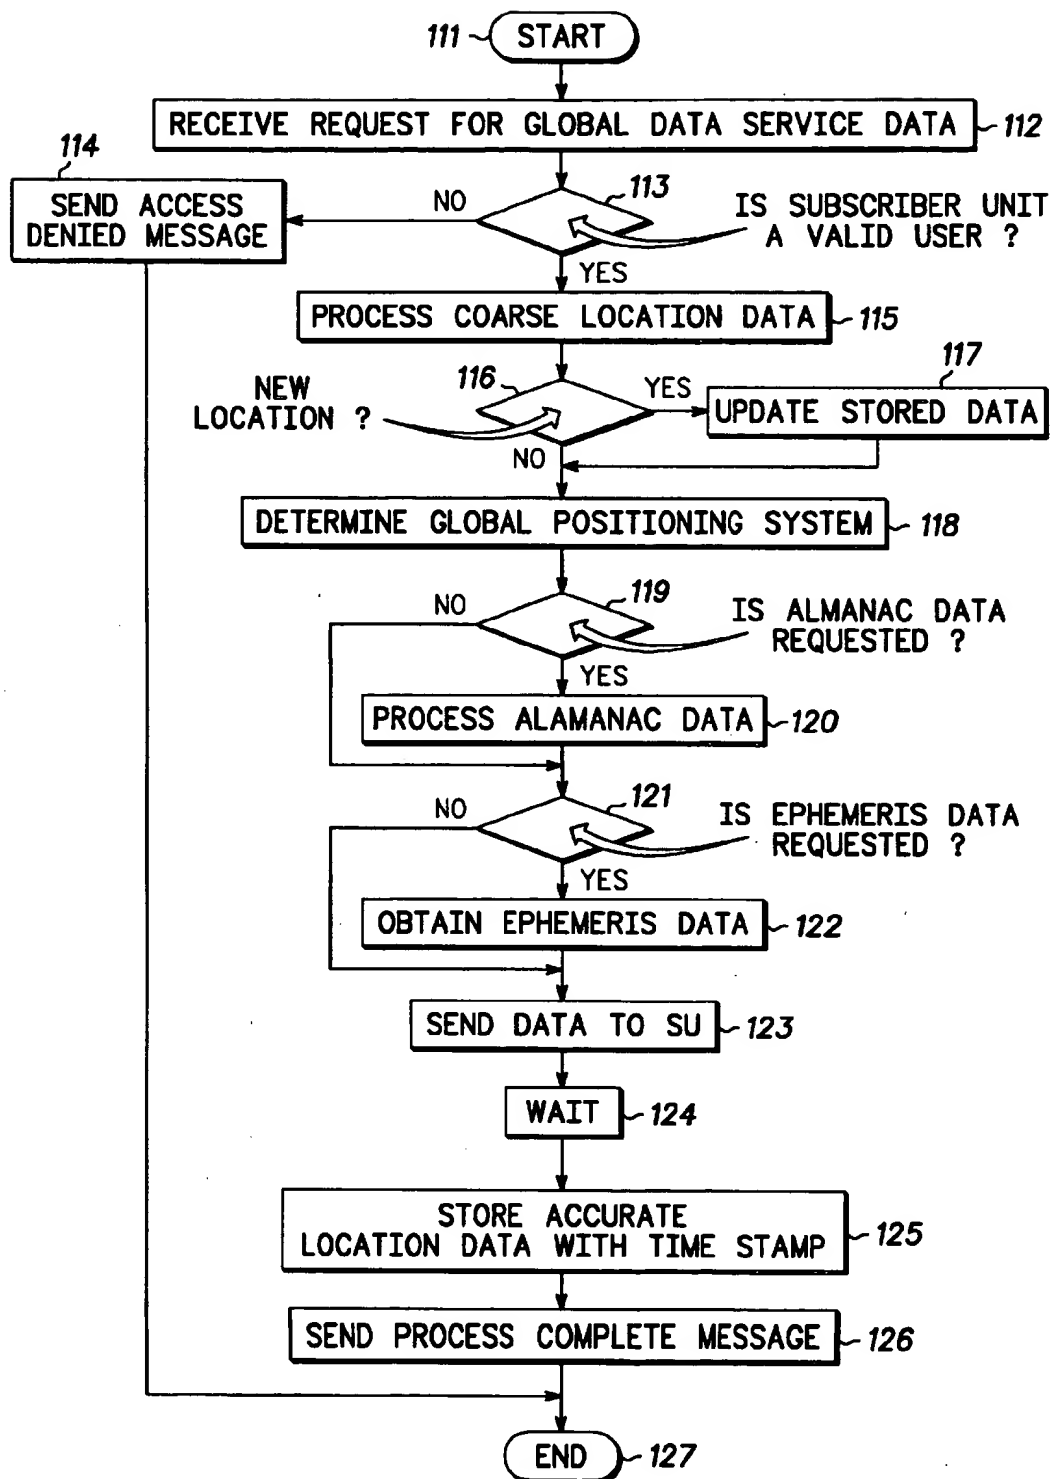 111 START
RECEIVE REQUEST FOR GLOBAL DATA SERVICE DATA 112
114
SEND ACCESS
DENIED MESSAGE
NO
113
IS SUBSCRIBER UNIT
A VALID USER ?
YES
PROCESS COARSE LOCATION DATA 115
116
NEW
LOCATION ?
YES
117
UPDATE STORED DATA
NO
DETERMINE GLOBAL POSITIONING SYSTEM 118
NO
119
IS ALMANAC DATA
REQUESTED ?
YES
PROCESS ALAMANAC DATA 120
NO
121
IS EPHEMERIS DATA
REQUESTED ?
YES
OBTAIN EPHEMERIS DATA 122
SEND DATA TO SU 123
WAIT 124
STORE ACCURATE
LOCATION DATA WITH TIME STAMP 125
SEND PROCESS COMPLETE MESSAGE 126
END 127